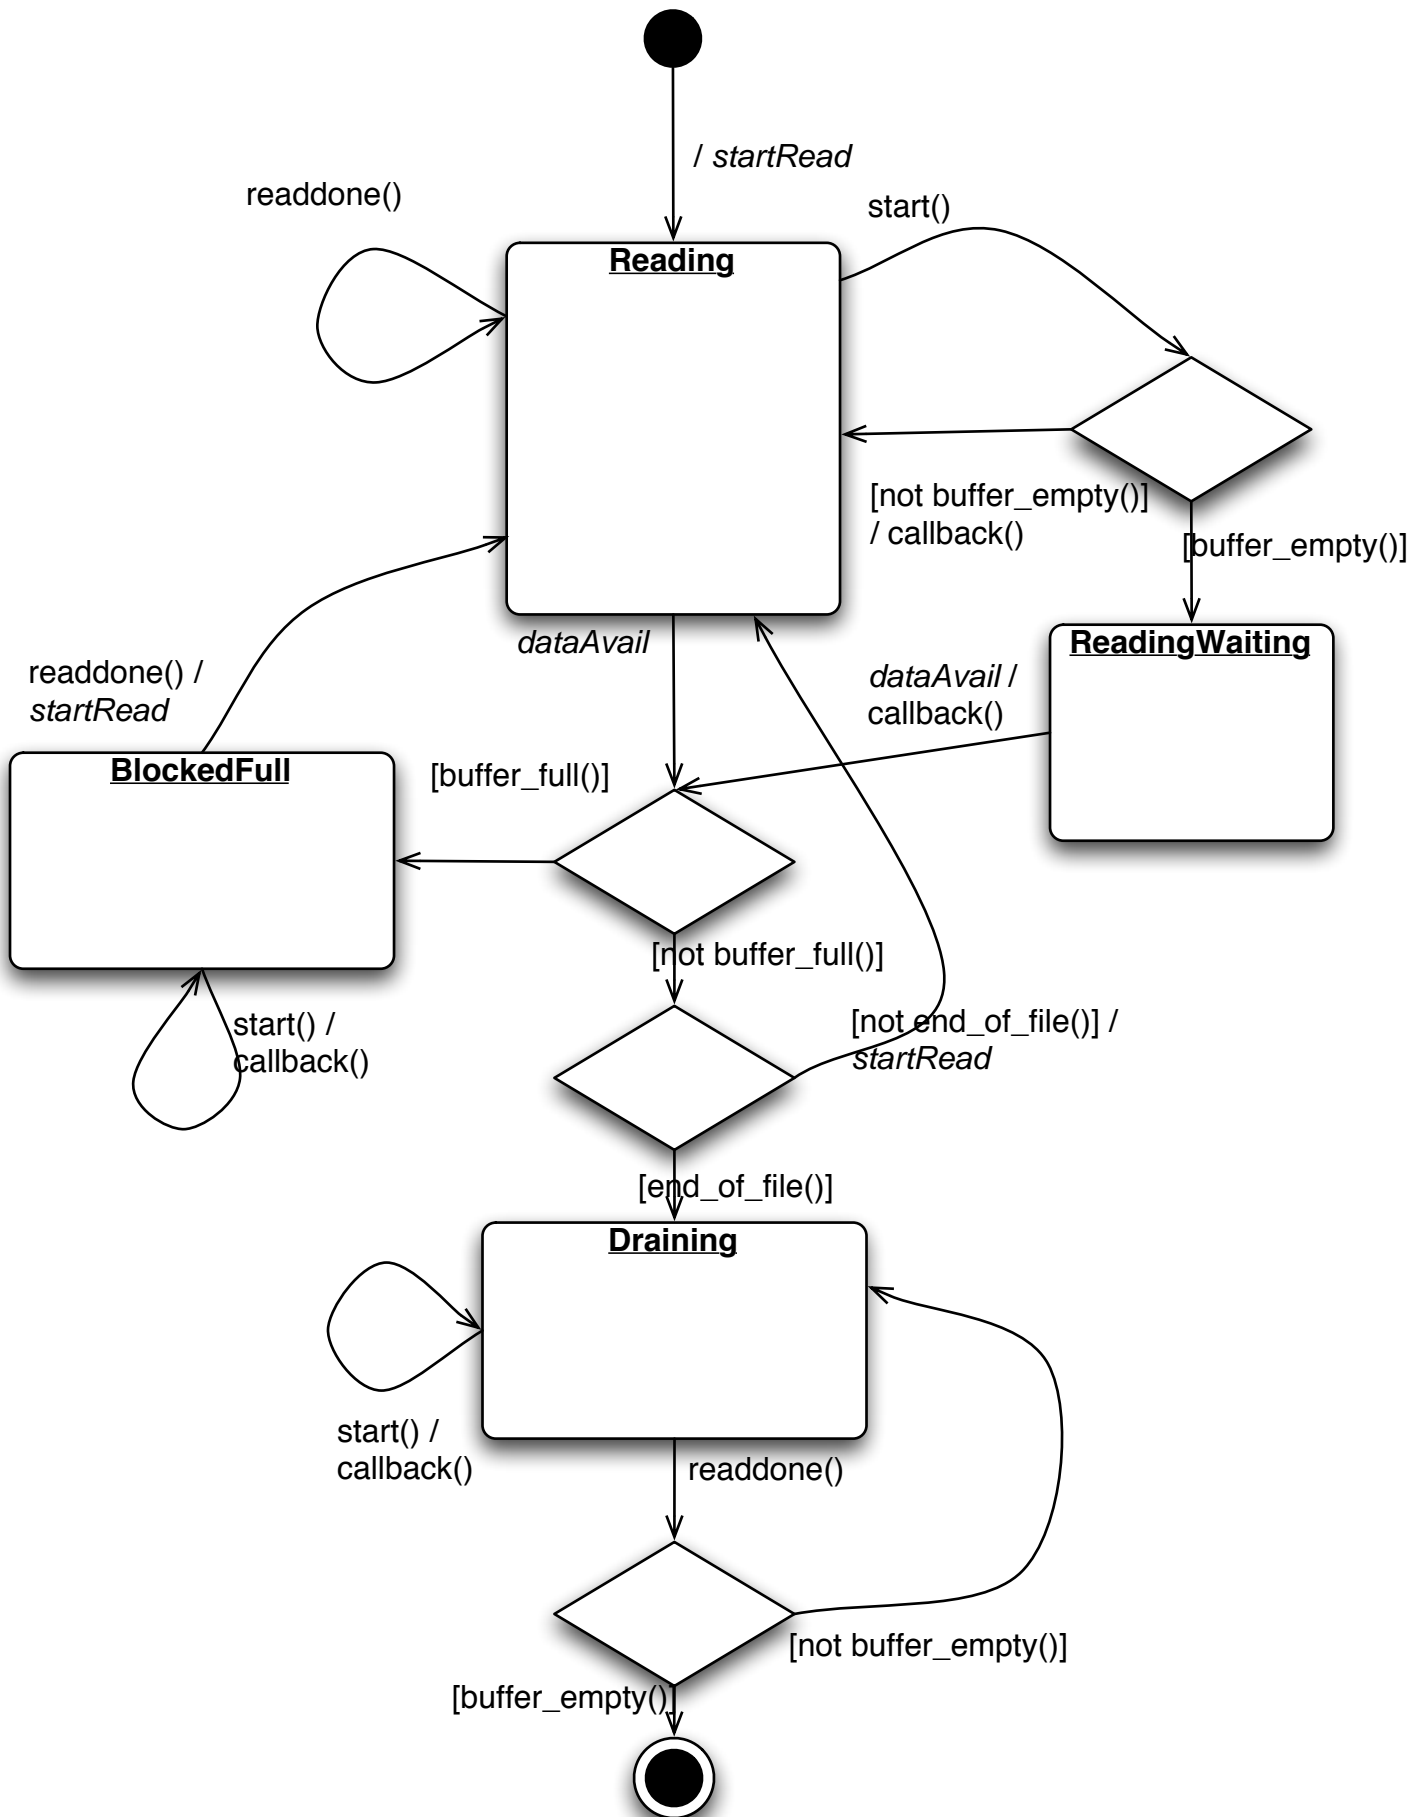 / startRead
readdone()
start()
Reading
[not buffer_empty()]
/ callback()
[buffer_empty()]
dataAvail
ReadingWaiting
readdone() /
startRead
dataAvail /
callback()
BlockedFull
[buffer_full()]
[not buffer_full()]
start() /
callback()
[not end_of_file()] /
startRead
[end_of_file()]
Draining
start() /
callback()
readdone()
[not buffer_empty()]
[buffer_empty()]